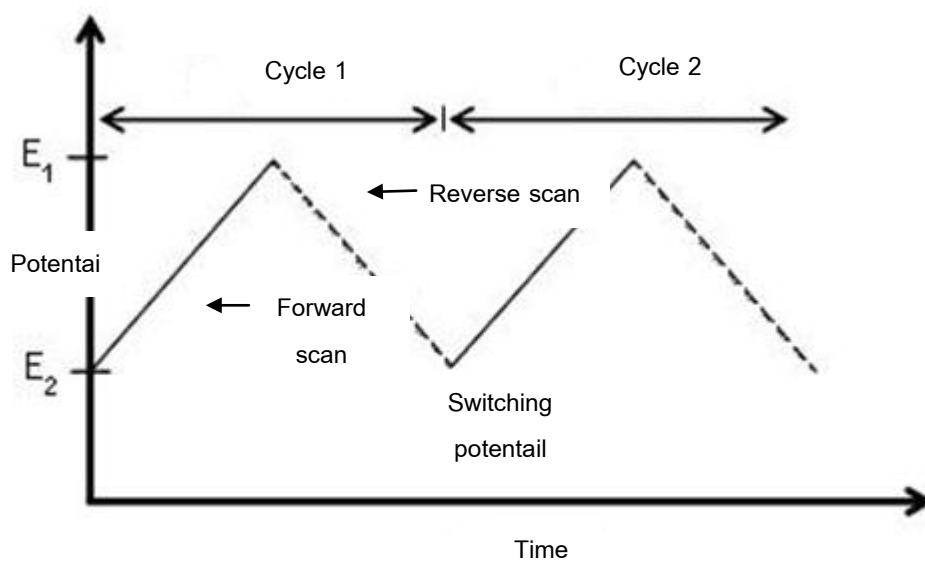 Cycle 1
Cycle 2
E1
Reverse scan
Potentai
Forward
scan
E2
Switching
potentail
Time